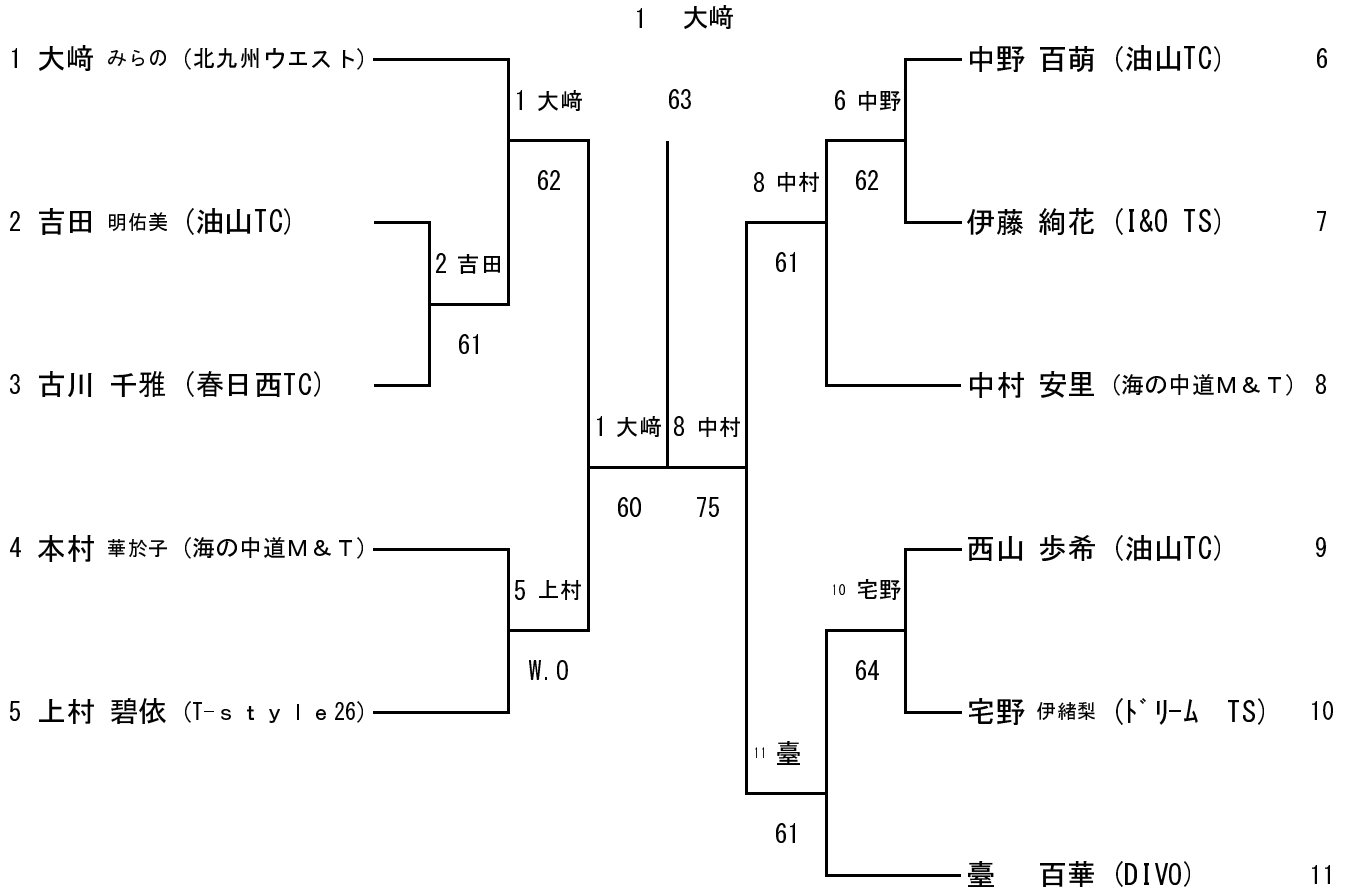 1 大﨑
1 大﨑 みらの (北九州ウエスト)
中野 百萌 (油山TC) 6
1 大﨑
63
6 中野
62
8 中村
62
2 吉田 明佑美 (油山TC)
伊藤 絢花 (I&O TS) 7
2 吉田
61
61
3 古川 千雅 (春日西TC)
中村 安里 (海の中道M&T) 8
1 大﨑
8 中村
60
75
4 本村 華於子 (海の中道M&T)
西山 歩希 (油山TC) 9
5 上村
10 宅野
W.O
64
5 上村 碧依 (T-style26)
宅野 伊緒梨 (ドリーム TS) 10
11 臺
61
臺 百華 (DIVO) 11